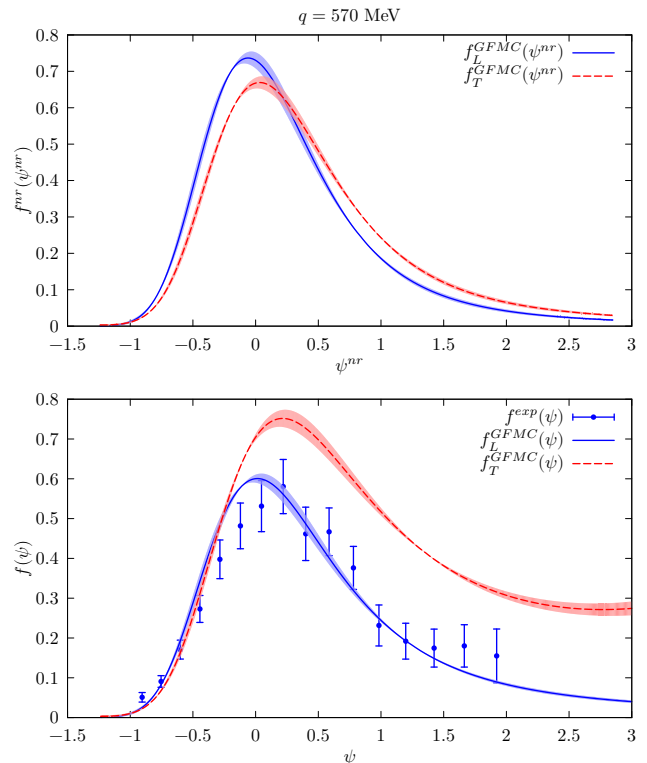 q = 570 MeV
f_L^{GFMC}(ψ^{nr})
f_T^{GFMC}(ψ^{nr})
f^{nr}(ψ^{nr})
0.8
0.7
0.6
0.5
0.4
0.3
0.2
0.1
0
−1.5 −1 −0.5 0 0.5 1 1.5 2 2.5 3
ψ^{nr}
f^{exp}(ψ)
f_L^{GFMC}(ψ)
f_T^{GFMC}(ψ)
f(ψ)
0.8
0.7
0.6
0.5
0.4
0.3
0.2
0.1
0
−1.5 −1 −0.5 0 0.5 1 1.5 2 2.5 3
ψ